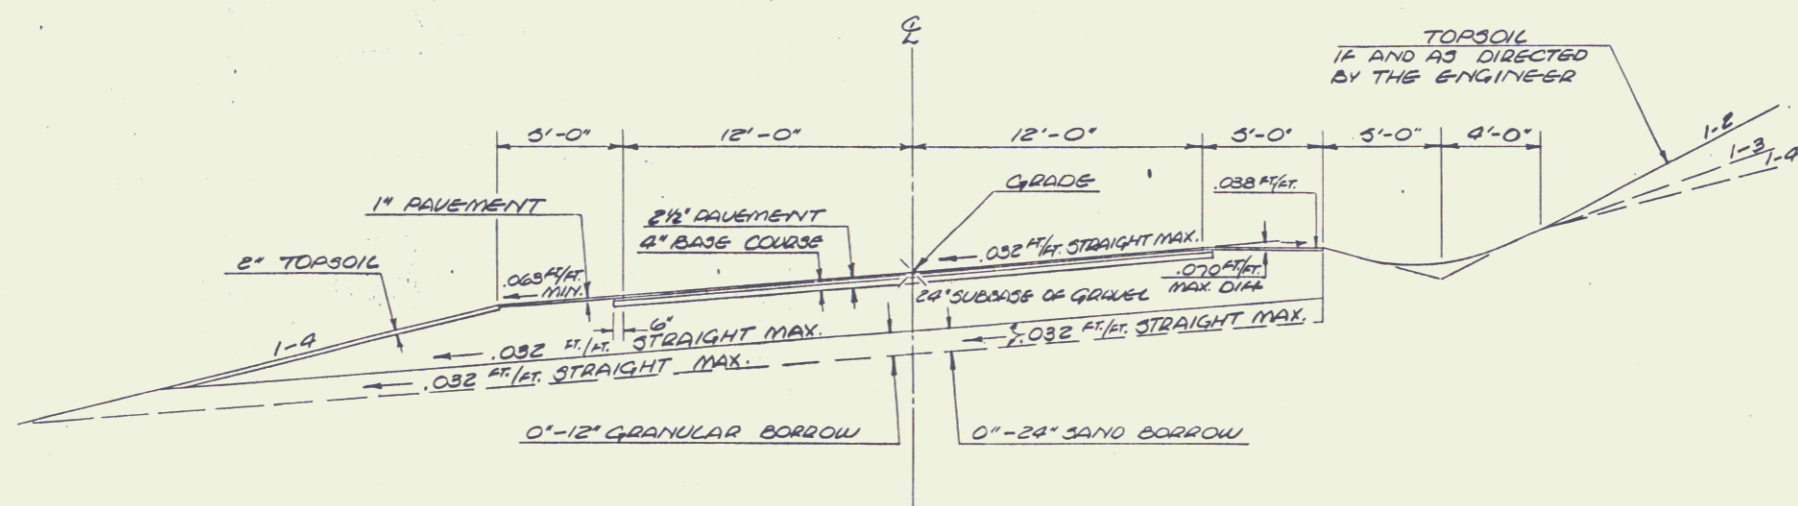 ℄
TOPSOIL
IF AND AS DIRECTED
BY THE ENGINEER
5'-0"
12'-0"
12'-0"
5'-0"
5'-0"
4'-0"
1-2
1-3
1-4
GRADE
.038 FT/FT.
1" PAVEMENT
2½" PAVEMENT
4" BASE COURSE
.032 FT/FT. STRAIGHT MAX.
2" TOPSOIL
.063 FT/FT.
MIN.
.070 FT/FT.
MAX. DIFF
24" SUBBASE OF GRAVEL
6"
1-4
.032 FT./FT. STRAIGHT MAX.
.032 FT./FT. STRAIGHT MAX.
.032 FT./FT. STRAIGHT MAX.
0"-12" GRANULAR BORROW
0"-24" SAND BORROW